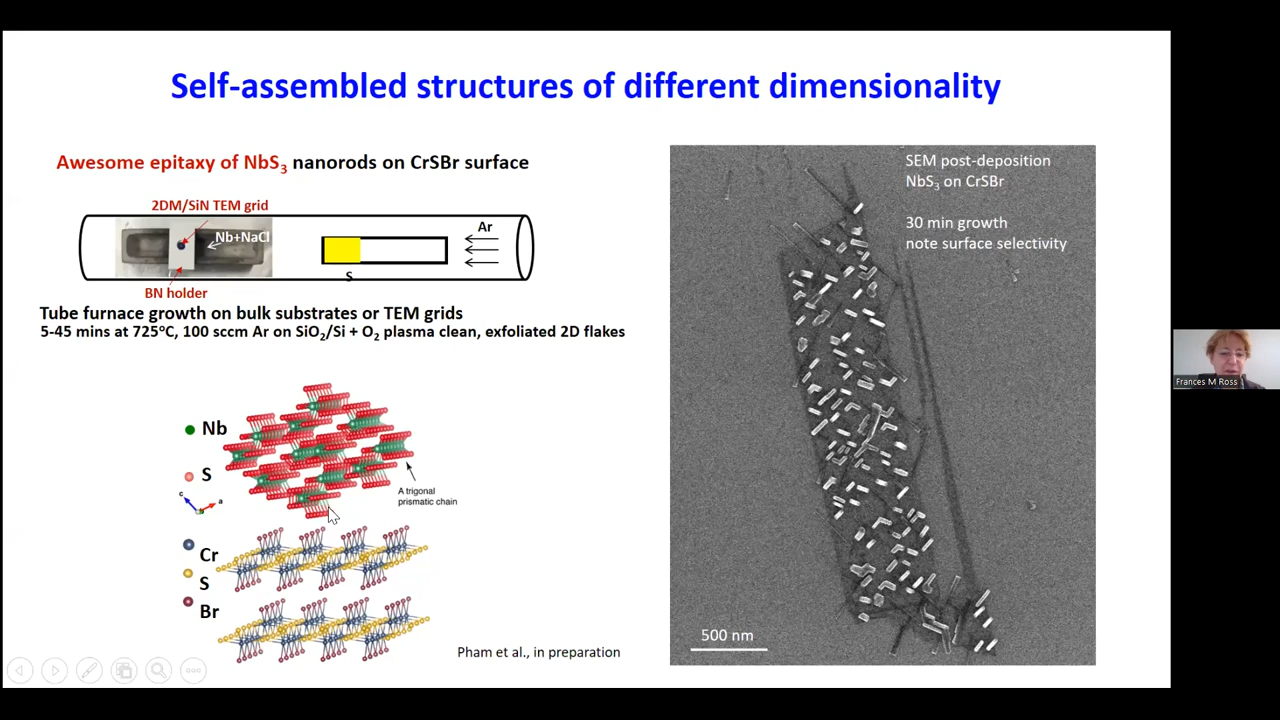 Self-assembled structures of different dimensionality
Awesome epitaxy of NbS3 nanorods on CrSBr surface
2DM/SiN TEM grid
Nb+NaCl
Ar
S
BN holder
Tube furnace growth on bulk substrates or TEM grids
5-45 mins at 725°C, 100 sccm Ar on SiO2/Si + O2 plasma clean, exfoliated 2D flakes
Nb
S
c
a
A trigonal
prismatic chain
Cr
S
Br
Pham et al., in preparation
SEM post-deposition
NbS3 on CrSBr
30 min growth
note surface selectivity
500 nm
Frances M Ross